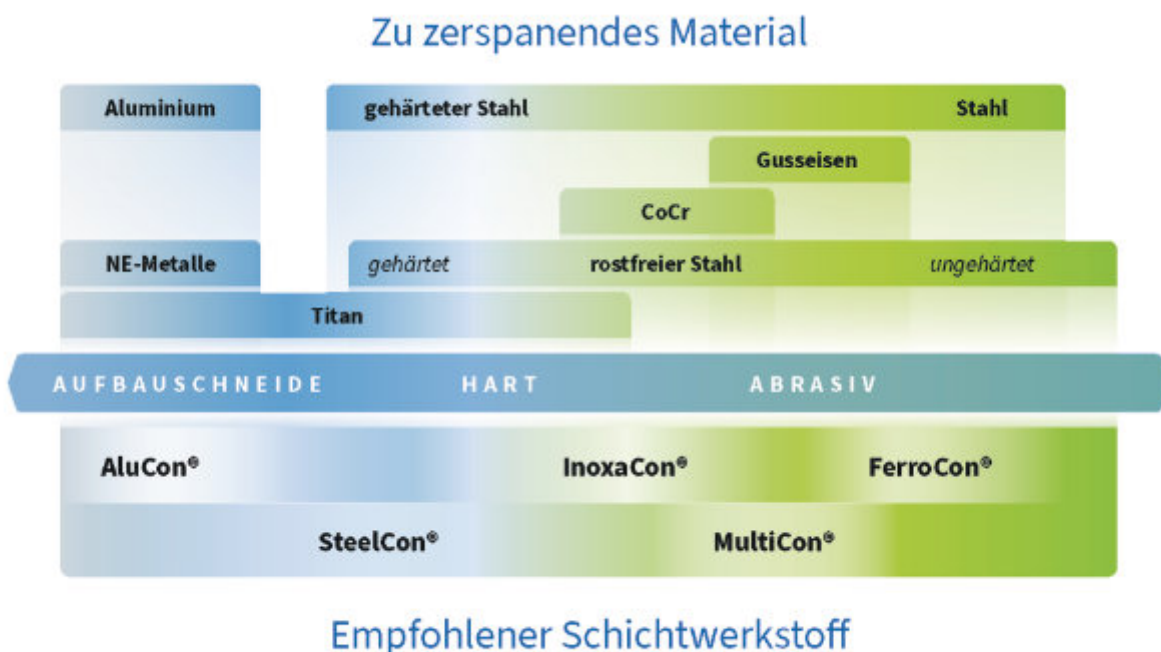 Zu zerspanendes Material
Aluminium gehärteter Stahl Stahl
Gusseisen
CoCr
NE-Metalle gehärtet rostfreier Stahl ungehärtet
Titan
AUFBAUSCHNEIDE HART ABRASIV
AluCon® InoxaCon® FerroCon®
SteelCon® MultiCon®
Empfohlener Schichtwerkstoff